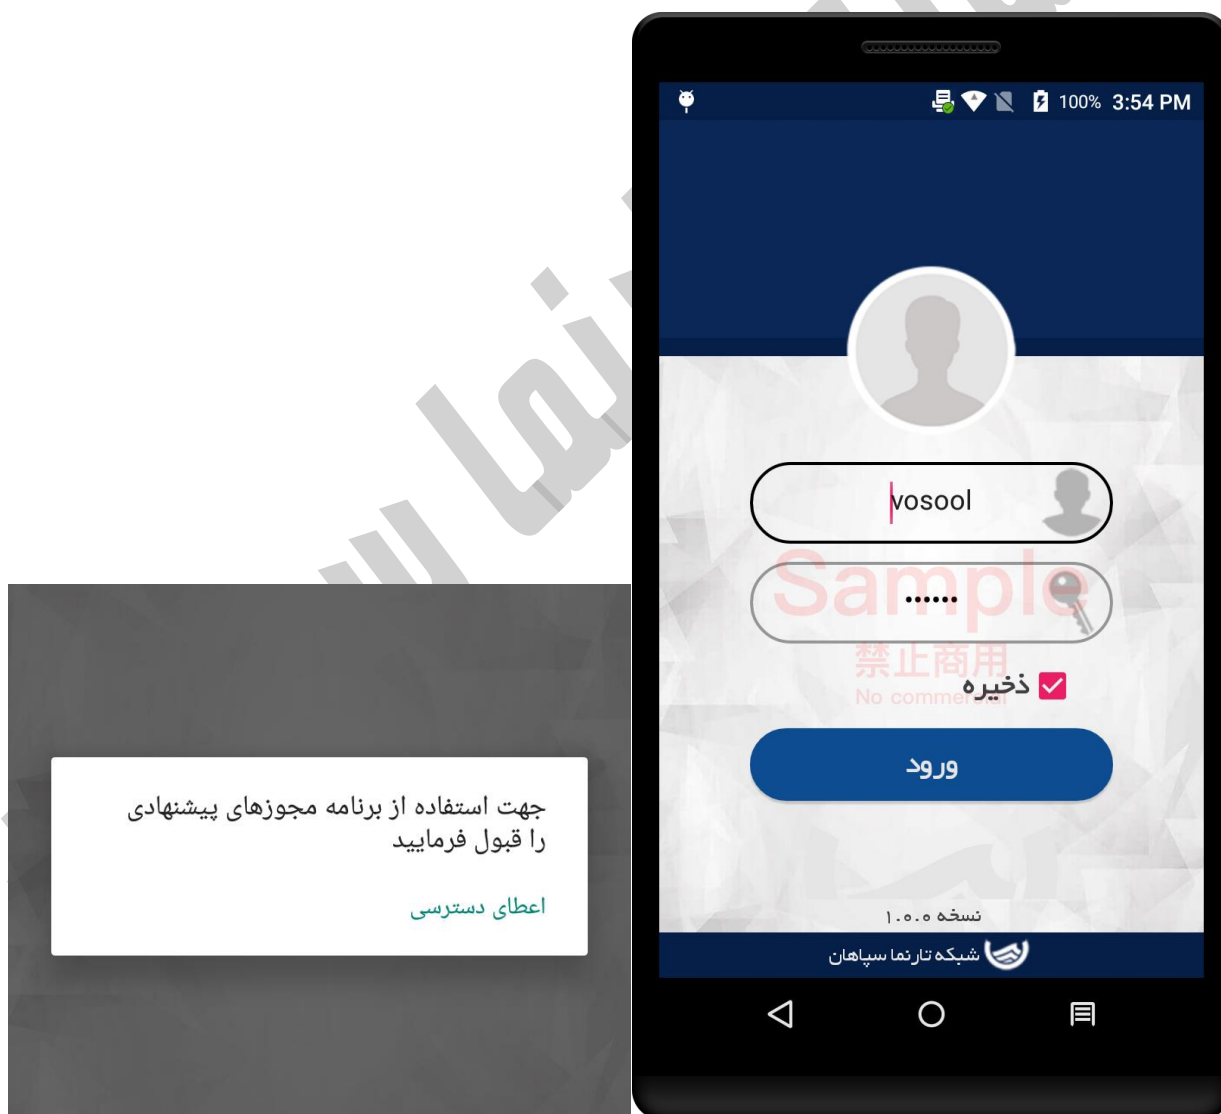 100% 3:54 PM
vosool
Sample
••••••
禁止商用
No commercial
ذخیره
ورود
نسخه ۱.۰.۰
شبکه تارنما سپاهان
جهت استفاده از برنامه مجوزهای پیشنهادی
را قبول فرمایید
اعطای دسترسی